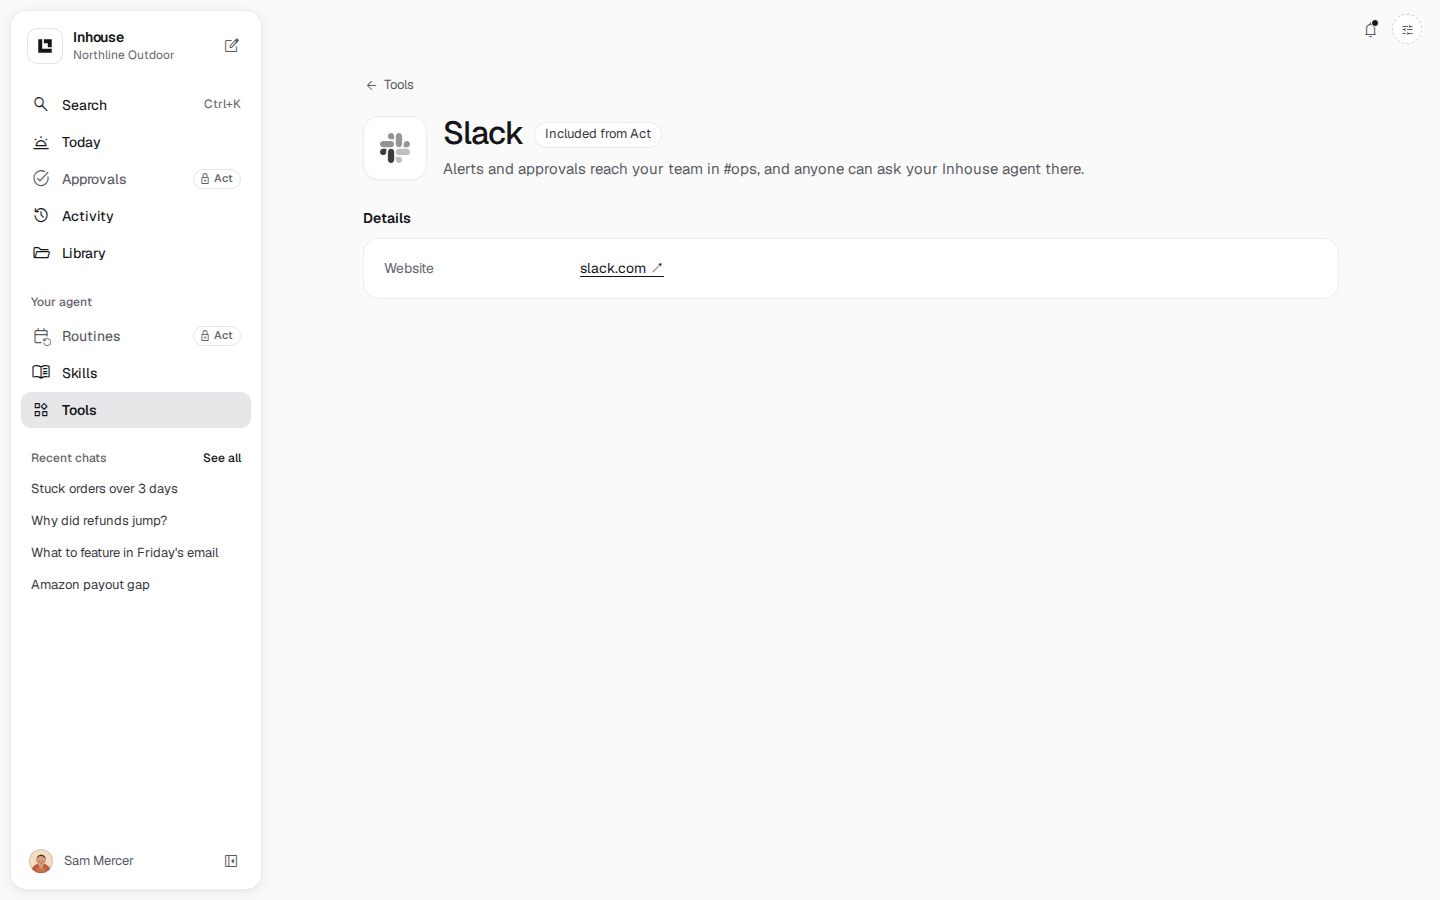 Inhouse
Northline Outdoor
Search Ctrl+K
Today
Approvals Act
Activity
Library
Your agent
Routines Act
Skills
Tools
Recent chats See all
Stuck orders over 3 days
Why did refunds jump?
What to feature in Friday's email
Amazon payout gap
Sam Mercer
Tools
Slack Included from Act
Alerts and approvals reach your team in #ops, and anyone can ask your Inhouse agent there.
Details
Website slack.com